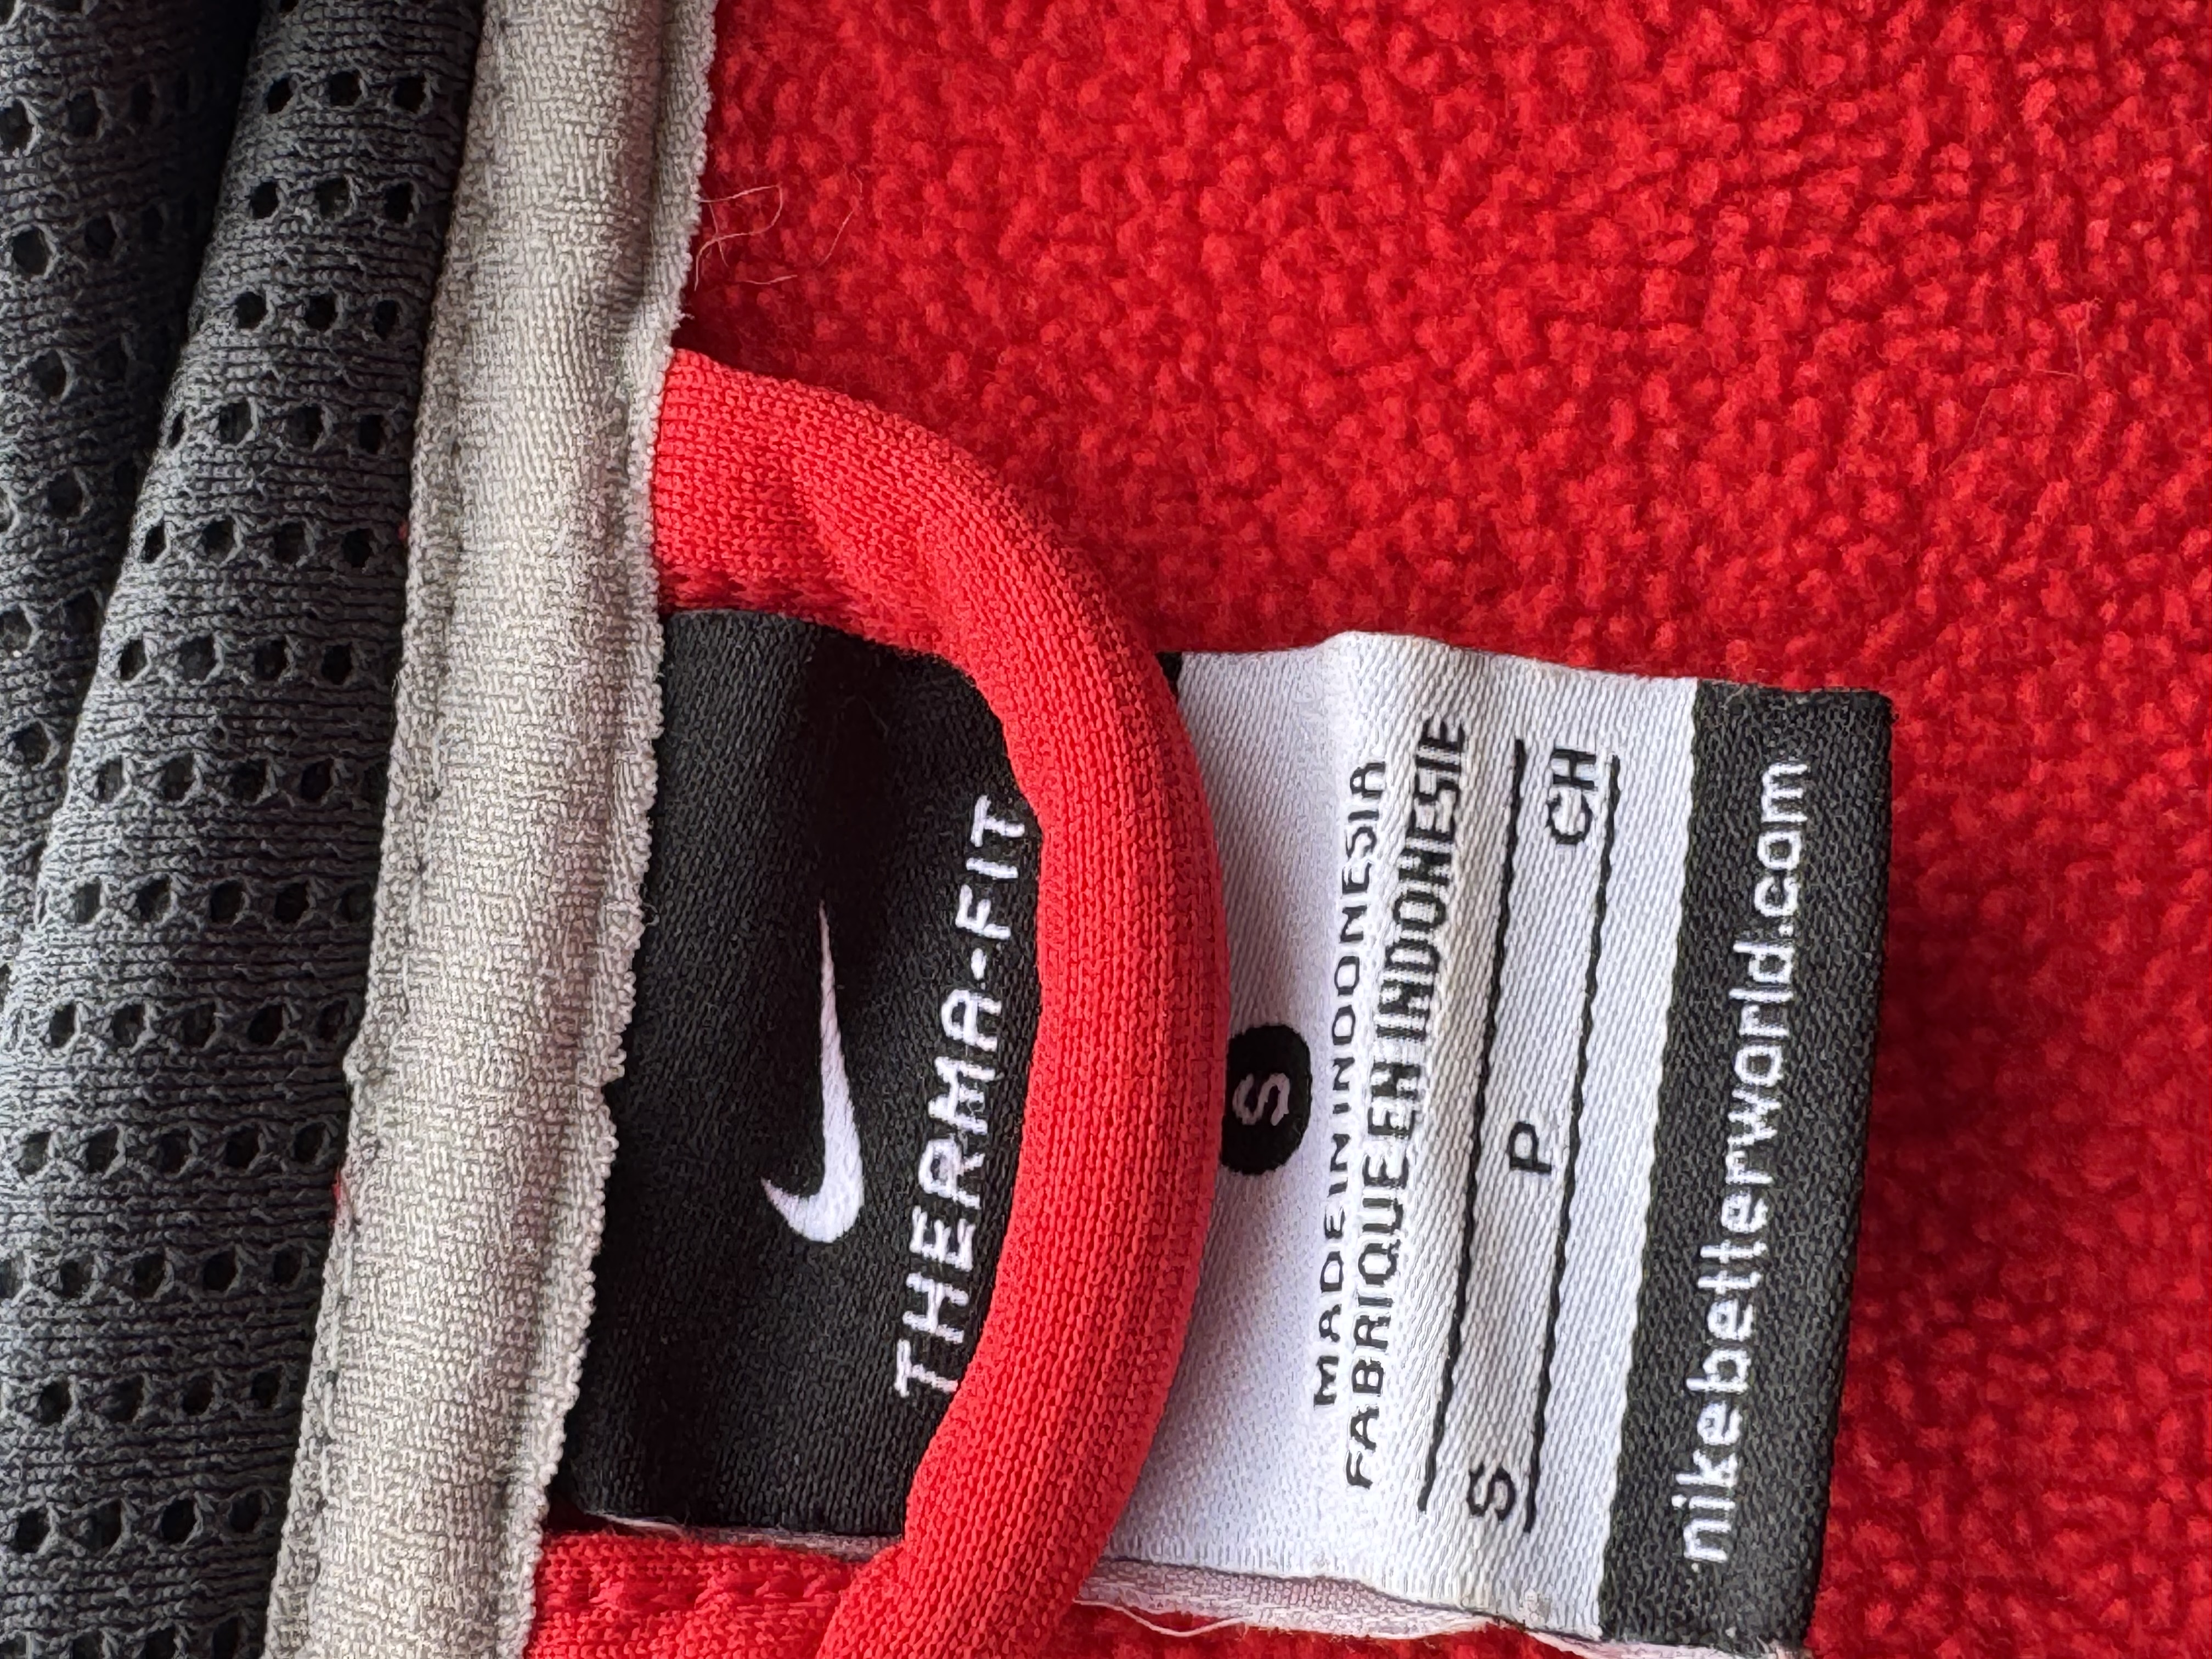 THERMA-FIT
S
MADE IN INDONESIA
FABRIQUE EN INDONESIE
S P CH
nikebetterworld.com